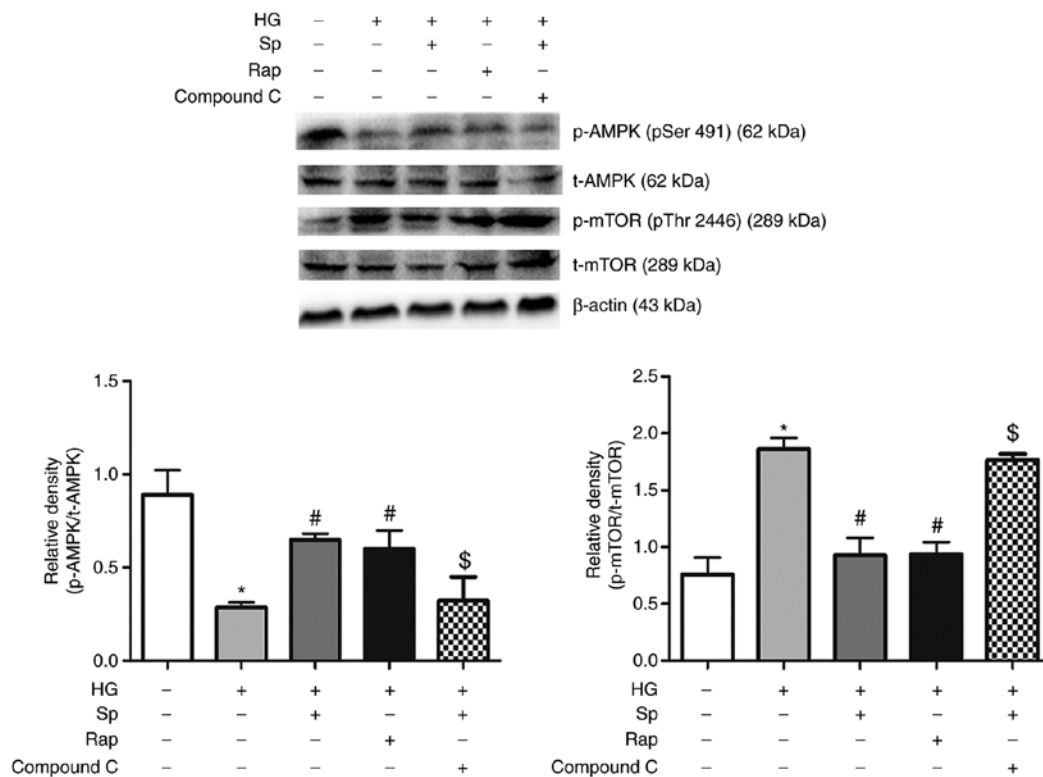 HG – + + + +
Sp – – + – +
Rap – – – + –
Compound C – – – – +
p-AMPK (pSer 491) (62 kDa)
t-AMPK (62 kDa)
p-mTOR (pThr 2446) (289 kDa)
t-mTOR (289 kDa)
β-actin (43 kDa)
Relative density
(p-AMPK/t-AMPK)
1.5
1.0
0.5
0.0
*
#
#
$
HG – + + + +
Sp – – + – +
Rap – – – + –
Compound C – – – – +
Relative density
(p-mTOR/t-mTOR)
2.5
2.0
1.5
1.0
0.5
0.0
*
#
#
$
HG – + + + +
Sp – – + – +
Rap – – – + –
Compound C – – – – +